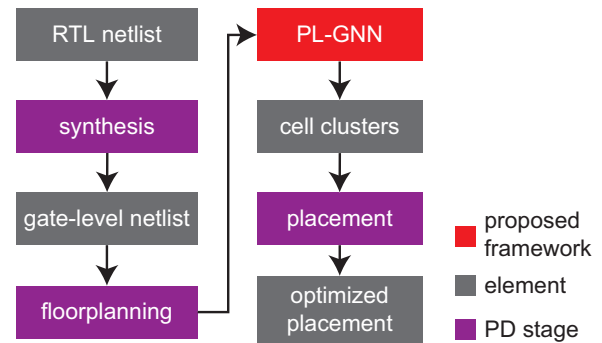 RTL netlist
synthesis
gate-level netlist
floorplanning
PL-GNN
cell clusters
placement
optimized
placement
proposed
framework
element
PD stage